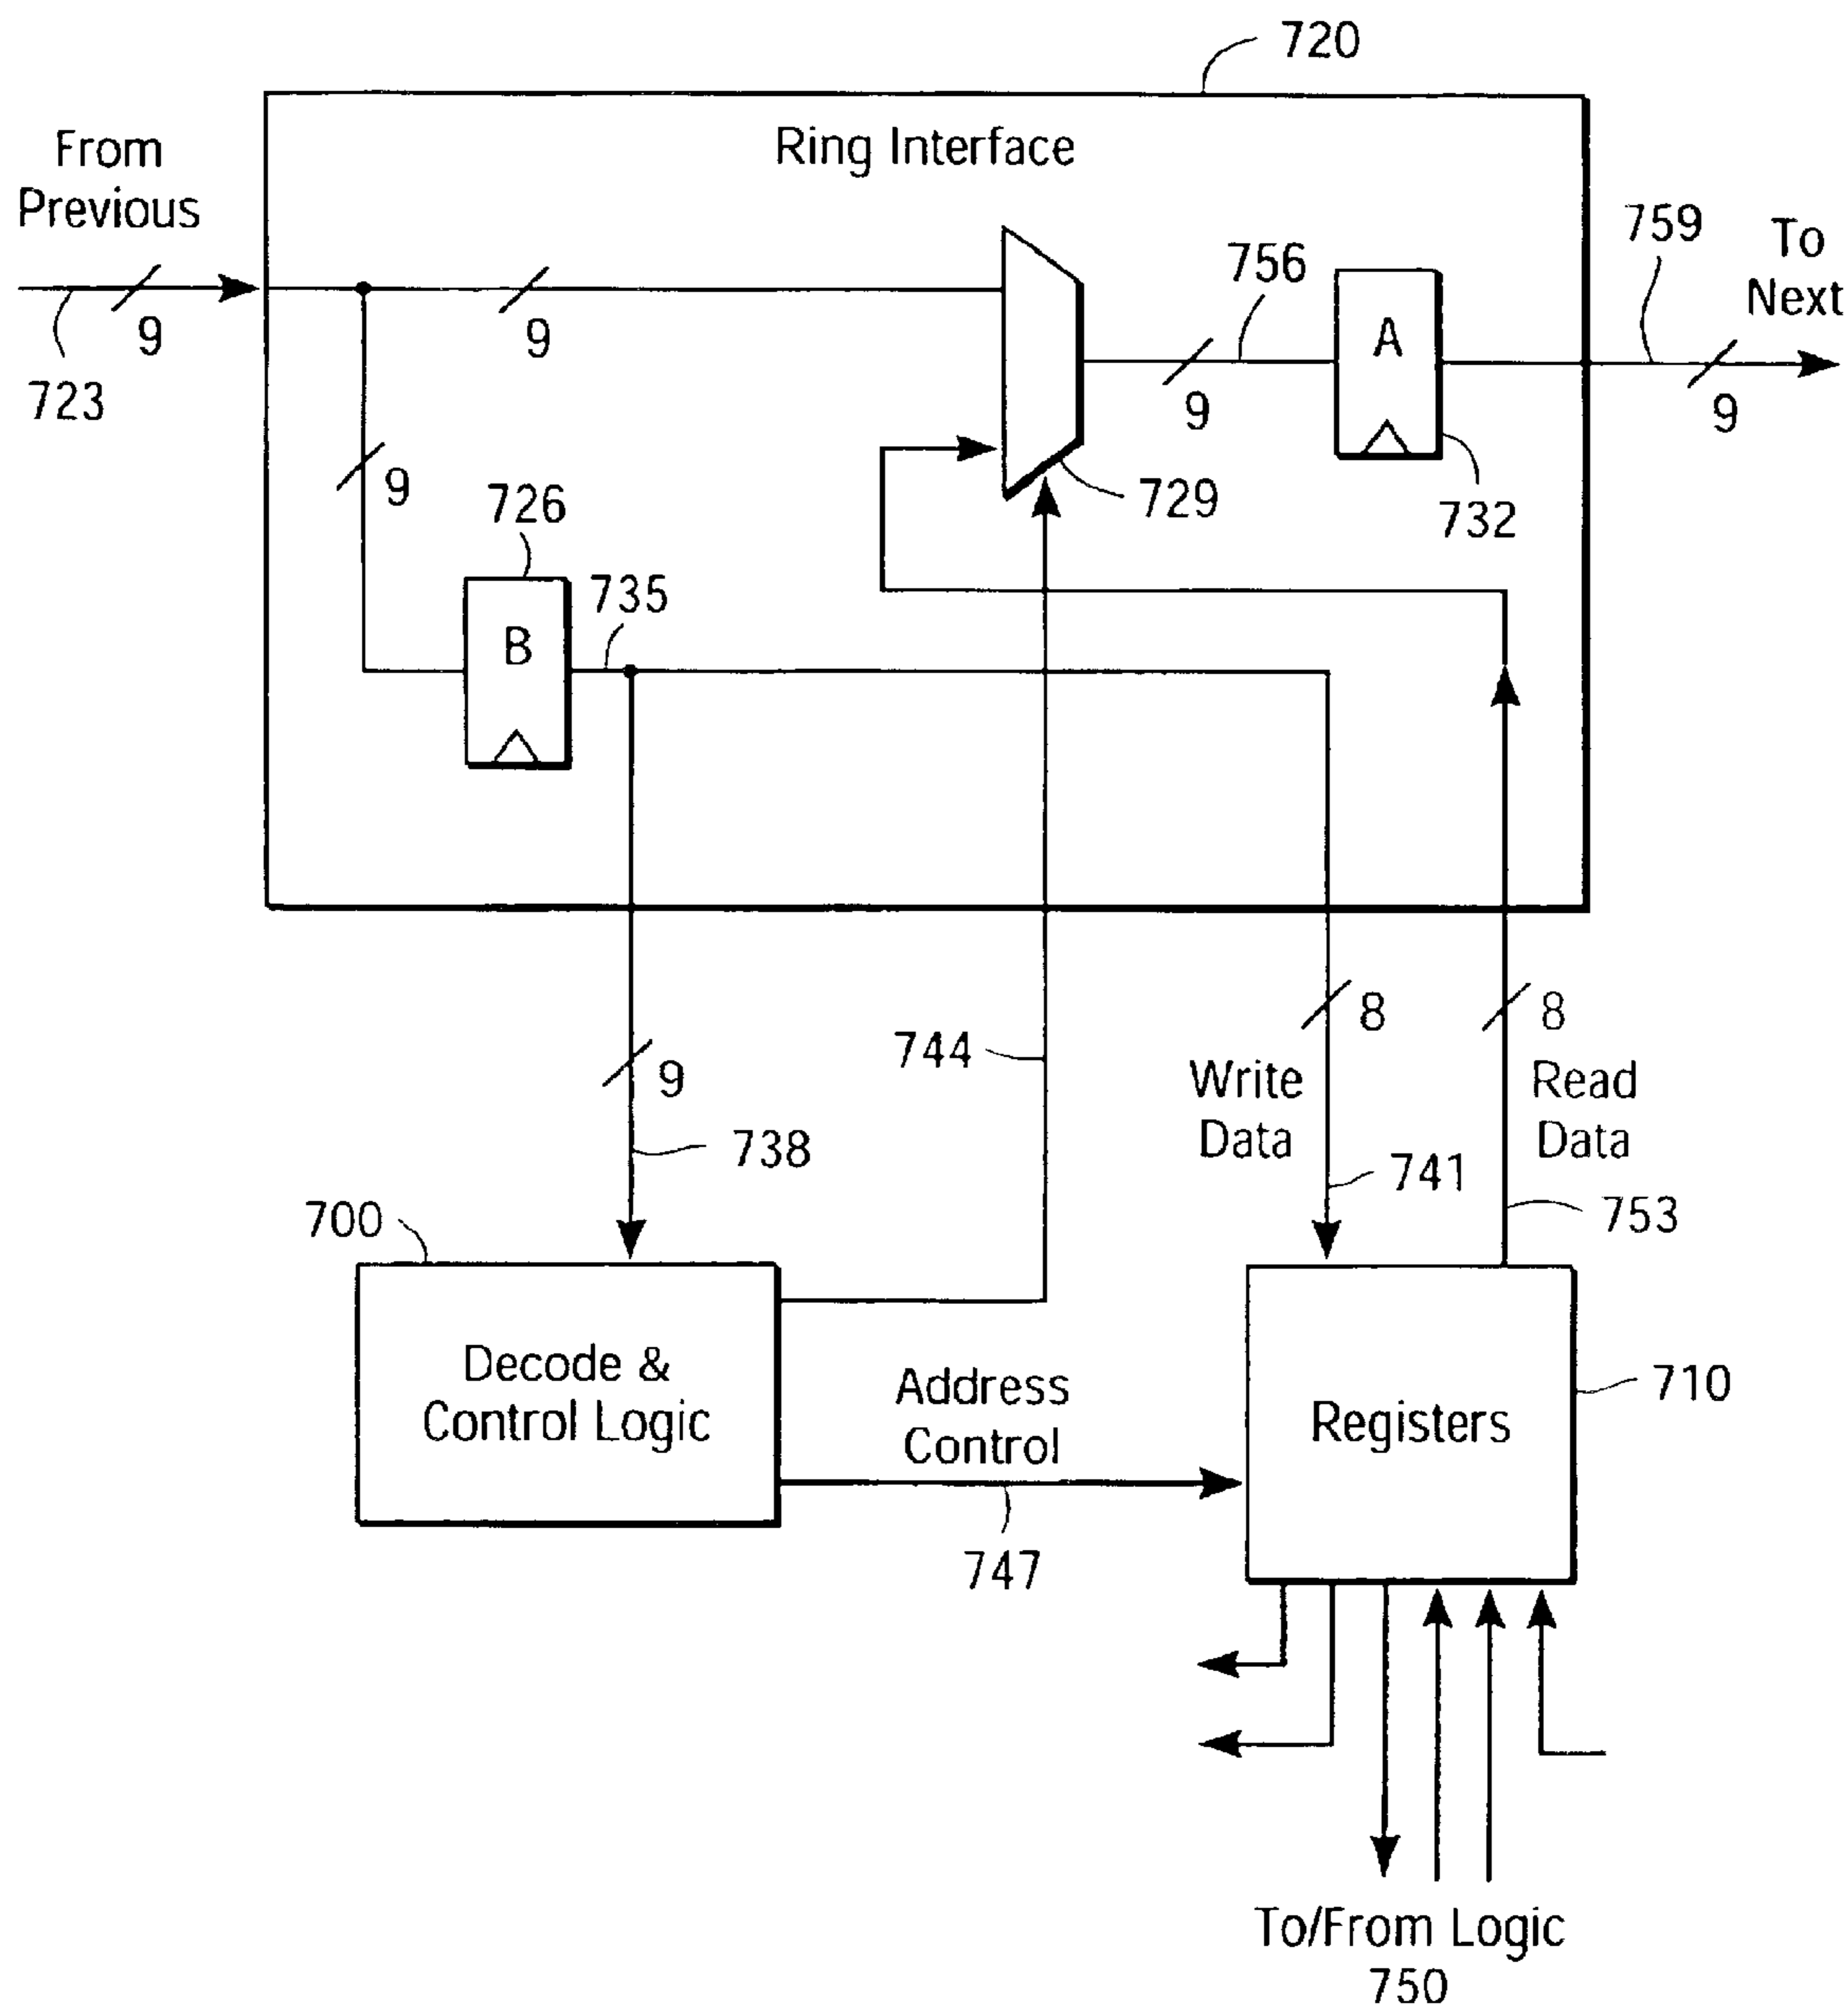 720
Ring Interface
From
Previous
9
723
9
9
756
9
A
732
759
To
Next
9
729
726
B
735
9
738
744
8
Write
Data
741
8
Read
Data
753
700
Decode &
Control Logic
Address
Control
747
Registers
710
To/From Logic
750